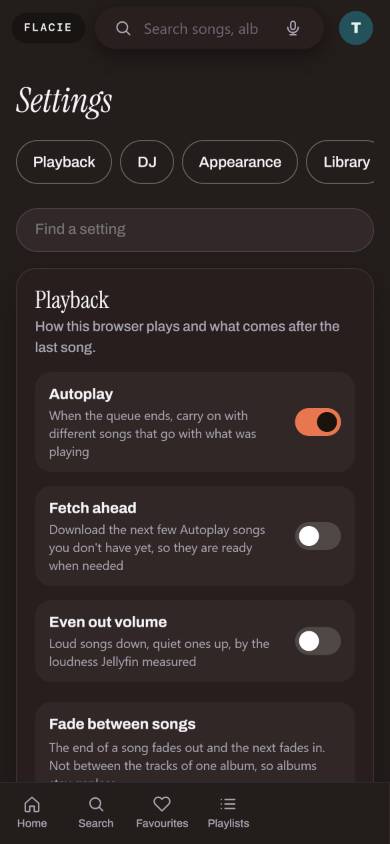 FLACIE
Search songs, alb
T
Settings
Playback
DJ
Appearance
Library
Find a setting
Playback
How this browser plays and what comes after the
last song.
Autoplay
When the queue ends, carry on with
different songs that go with what was
playing
Fetch ahead
Download the next few Autoplay songs
you don't have yet, so they are ready
when needed
Even out volume
Loud songs down, quiet ones up, by the
loudness Jellyfin measured
Fade between songs
The end of a song fades out and the next fades in.
Not between the tracks of one album, so albums
Home
Search
Favourites
Playlists